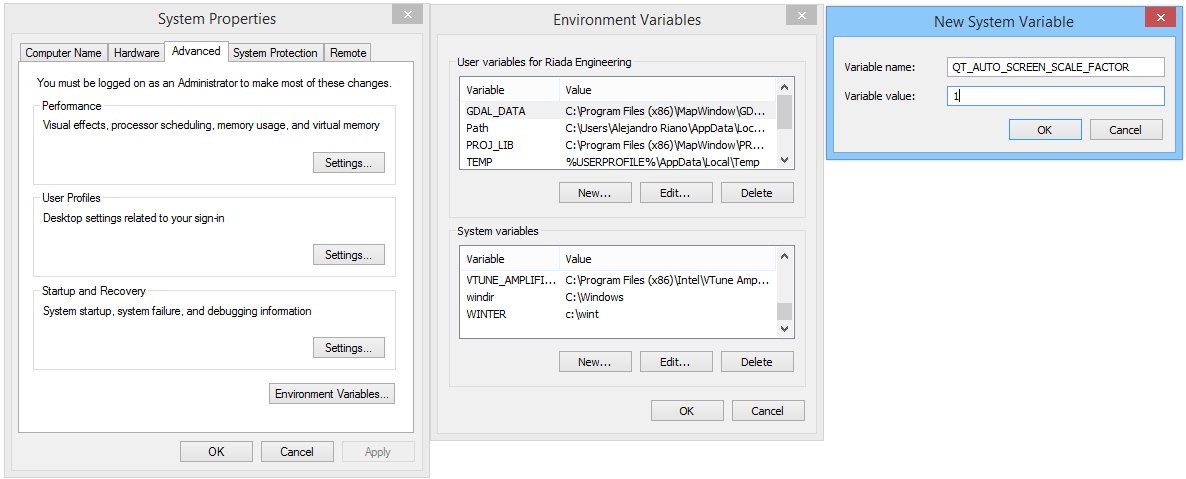 System Properties
Computer Name Hardware Advanced System Protection Remote
You must be logged on as an Administrator to make most of these changes.
Performance
Visual effects, processor scheduling, memory usage, and virtual memory
Settings...
User Profiles
Desktop settings related to your sign-in
Settings...
Startup and Recovery
System startup, system failure, and debugging information
Settings...
Environment Variables...
OK Cancel Apply
Environment Variables
User variables for Riada Engineering
Variable Value
GDAL_DATA C:\Program Files (x86)\MapWindow\GD...
Path C:\Users\Alejandro Riano\AppData\Loc...
PROJ_LIB C:\Program Files (x86)\MapWindow\PR...
TEMP %USERPROFILE%\AppData\Local\Temp
New... Edit... Delete
System variables
Variable Value
VTUNE_AMPLIFI... C:\Program Files (x86)\Intel\VTune Amp...
windir C:\Windows
WINTER c:\wint
New... Edit... Delete
OK Cancel
New System Variable
Variable name: QT_AUTO_SCREEN_SCALE_FACTOR
Variable value: 1
OK Cancel